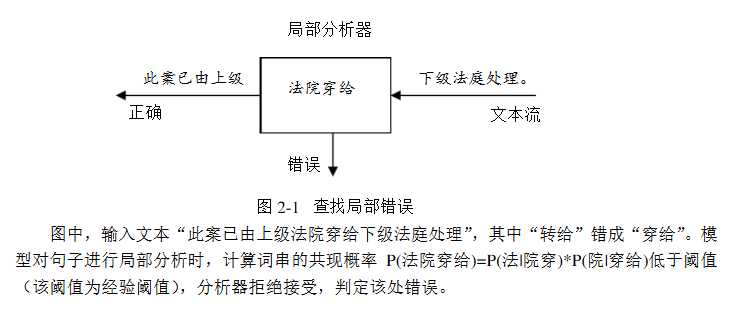 局部分析器
此案已由上级
法院穿给
下级法庭处理。
正确
文本流
错误
图 2-1 查找局部错误
图中，输入文本“此案已由上级法院穿给下级法庭处理”，其中“转给”错成“穿给”。模
型对句子进行局部分析时，计算词串的共现概率 P(法院穿给)=P(法|院穿)*P(院|穿给)低于阈值
（该阈值为经验阈值），分析器拒绝接受，判定该处错误。